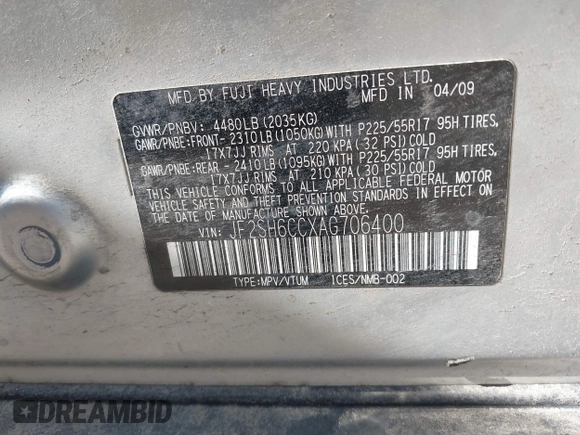 MFD BY FUJI HEAVY INDUSTRIES LTD.
MFD IN 04/09
GVWR/PNBV: 4480LB (2035KG)
GAWR/PNBE:FRONT- 2310LB(1050KG)WITH P225/55R17 95H TIRES,
17X7JJ RIMS AT 220 KPA (32 PSI)COLD
GAWR/PNBE:REAR -2410LB(1095KG)WITH P225/55R17 95H TIRES,
17X7JJ RIMS AT 210 KPA (30 PSI)COLD
THIS VEHICLE CONFORMS TO ALL APPLICABLE FEDERAL MOTOR
VEHICLE SAFETY AND THEFT PREVENTION STANDARDS IN EFFECT ON
THE DATE OF MANUFACTURE SHOWN ABOVE.
VIN: JF2SH6CCXAG706400
TYPE:MPV/VTUM ICES/NMB-002
DREAMBID